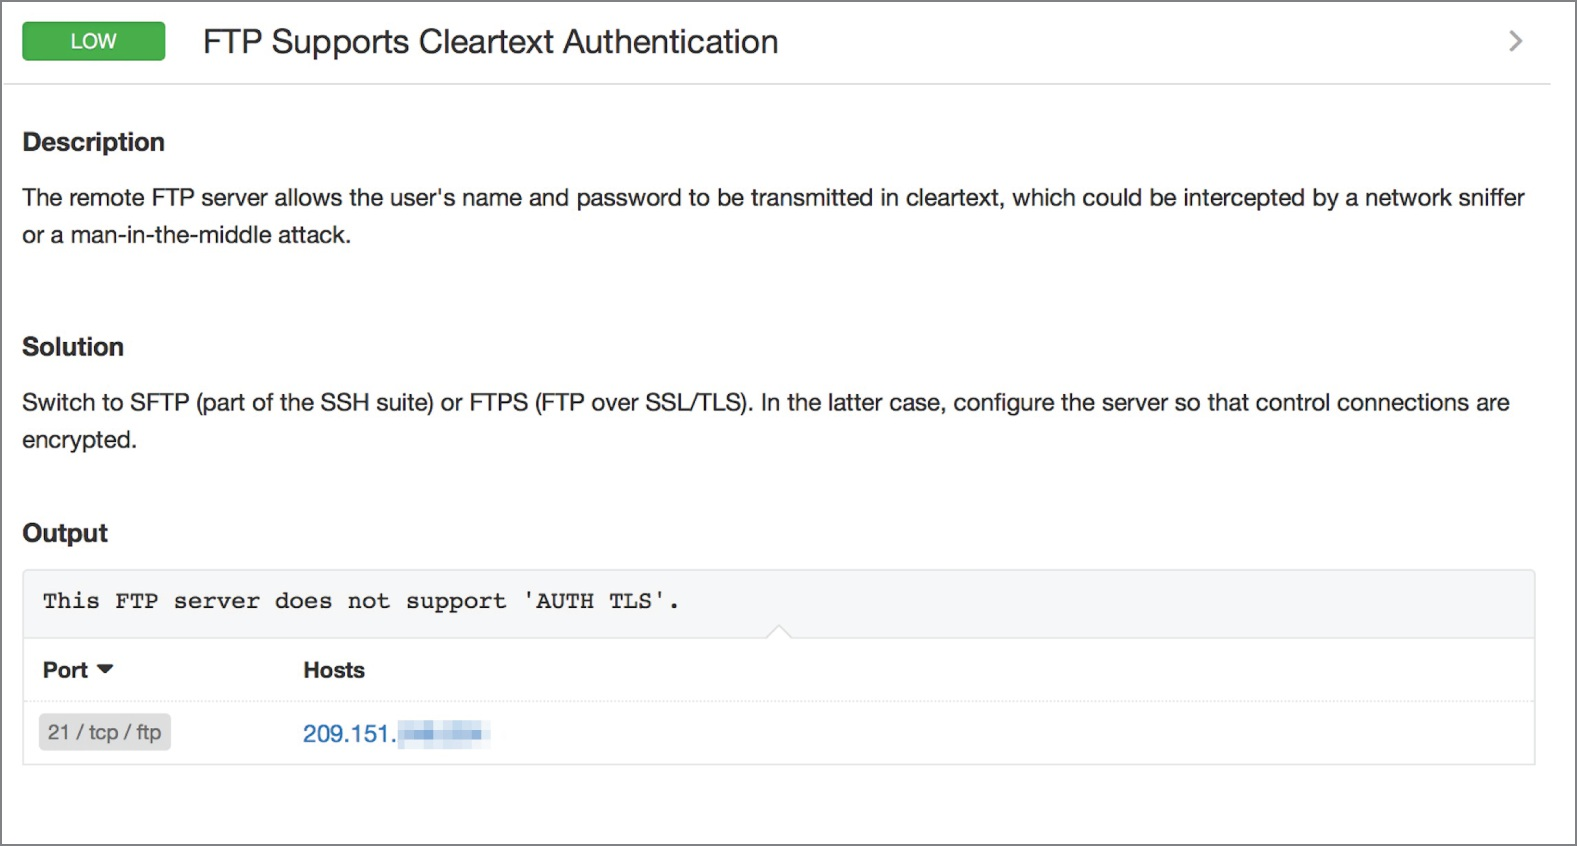 LOW
FTP Supports Cleartext Authentication
Description
The remote FTP server allows the user's name and password to be transmitted in cleartext, which could be intercepted by a network sniffer
or a man-in-the-middle attack.
Solution
Switch to SFTP (part of the SSH suite) or FTPS (FTP over SSL/TLS). In the latter case, configure the server so that control connections are
encrypted.
Output
This FTP server does not support 'AUTH TLS'.
Port Hosts
21 / tcp / ftp 209.151.